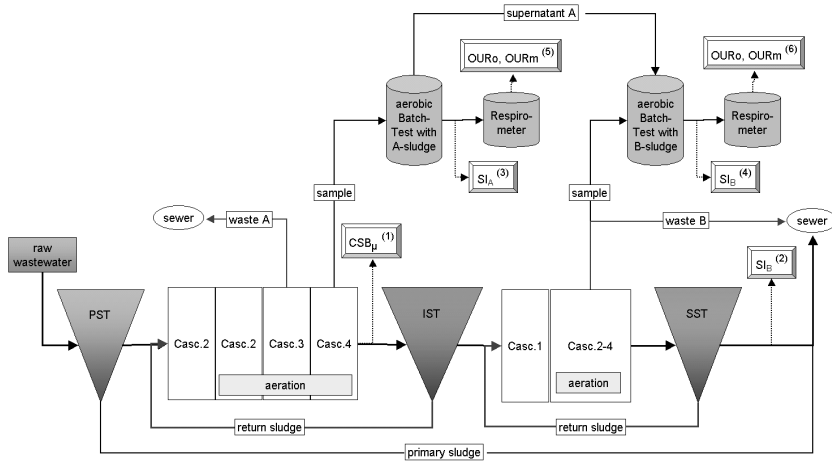 supernatant A
OURo, OURm (5)
OURo, OURm (6)
aerobic
Batch-
Test with
A-sludge
Respiro-
meter
aerobic
Batch-
Test with
B-sludge
Respiro-
meter
SIA (3)
SIB (4)
sample
sample
sewer
waste A
CSBµ (1)
waste B
sewer
raw
wastewater
SIB (2)
PST
IST
SST
Casc.2
Casc.2
Casc.3
Casc.4
Casc.1
Casc.2-4
aeration
aeration
return sludge
return sludge
primary sludge